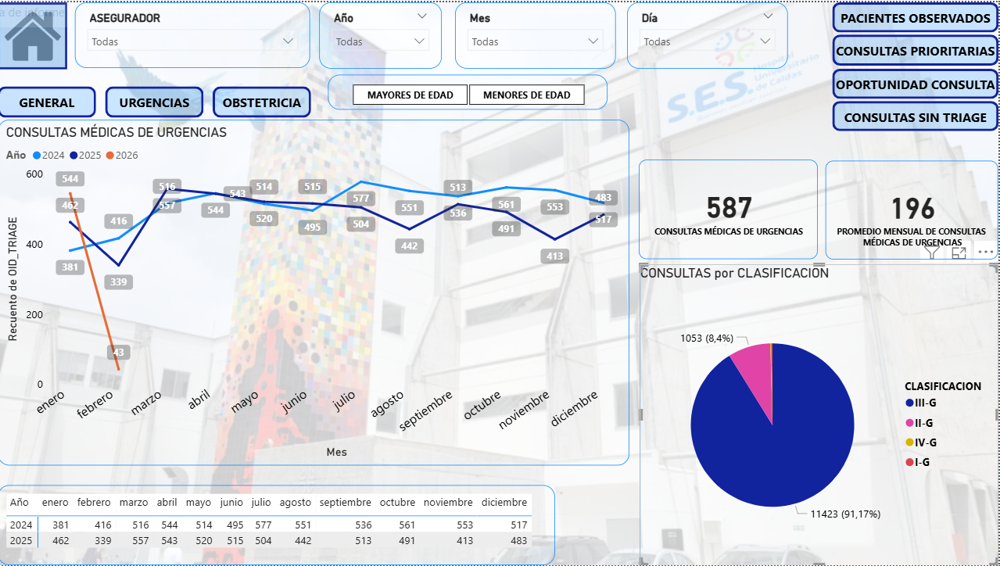 a de informe
ASEGURADOR
Todas
Año
Todas
Mes
Todas
Día
Todas
PACIENTES OBSERVADOS
CONSULTAS PRIORITARIAS
OPORTUNIDAD CONSULTA
CONSULTAS SIN TRIAGE
S.E.S.
Hospital
Universitario
de Caldas
GENERAL
URGENCIAS
OBSTETRICIA
MAYORES DE EDAD
MENORES DE EDAD
CONSULTAS MÉDICAS DE URGENCIAS
Año 2024 2025 2026
Recuento de OID_TRIAGE
600
400
200
0
544
462
381
416
339
43
516
557
544
543
514
520
515
495
577
504
551
442
513
536
561
491
553
413
483
517
enero
febrero
marzo
abril
mayo
junio
julio
agosto
septiembre
octubre
noviembre
diciembre
Mes
587
CONSULTAS MÉDICAS DE URGENCIAS
196
PROMEDIO MENSUAL DE CONSULTAS
MÉDICAS DE URGENCIAS
CONSULTAS por CLASIFICACION
1053 (8,4%)
11423 (91,17%)
CLASIFICACION
III-G
II-G
IV-G
I-G
Año enero febrero marzo abril mayo junio julio agosto septiembre octubre noviembre diciembre
2024 381 416 516 544 514 495 577 551 536 561 553 517
2025 462 339 557 543 520 515 504 442 513 491 413 483